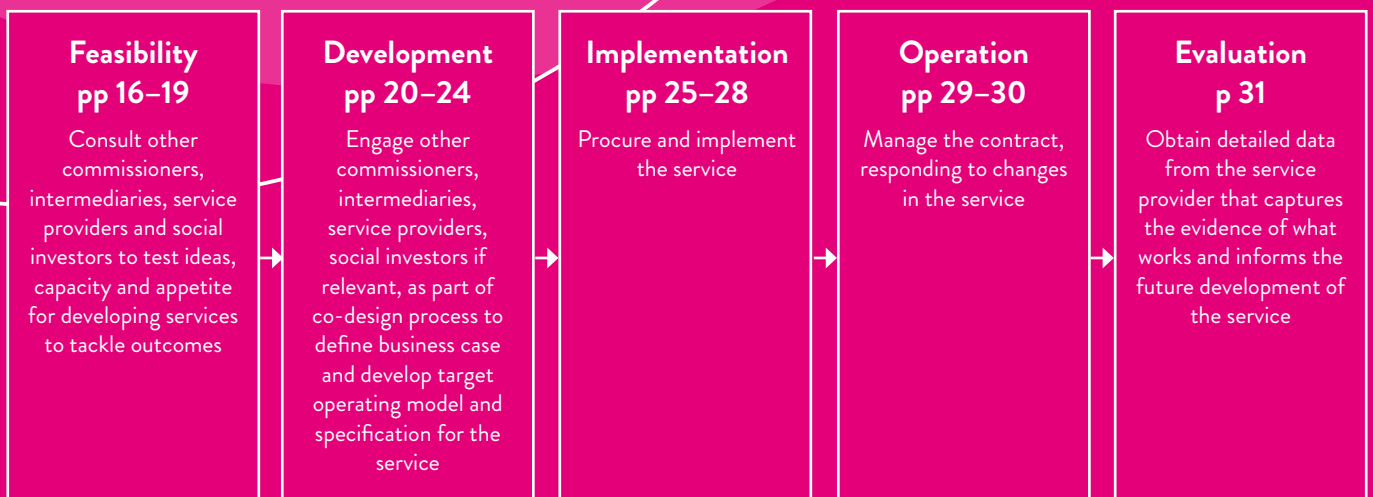 Feasibility
pp 16–19
Consult other
commissioners,
intermediaries, service
providers and social
investors to test ideas,
capacity and appetite
for developing services
to tackle outcomes
Development
pp 20–24
Engage other
commissioners,
intermediaries,
service providers,
social investors if
relevant, as part of
co-design process to
define business case
and develop target
operating model and
specification for the
service
Implementation
pp 25–28
Procure and implement
the service
Operation
pp 29–30
Manage the contract,
responding to changes
in the service
Evaluation
p 31
Obtain detailed data
from the service
provider that captures
the evidence of what
works and informs the
future development of
the service